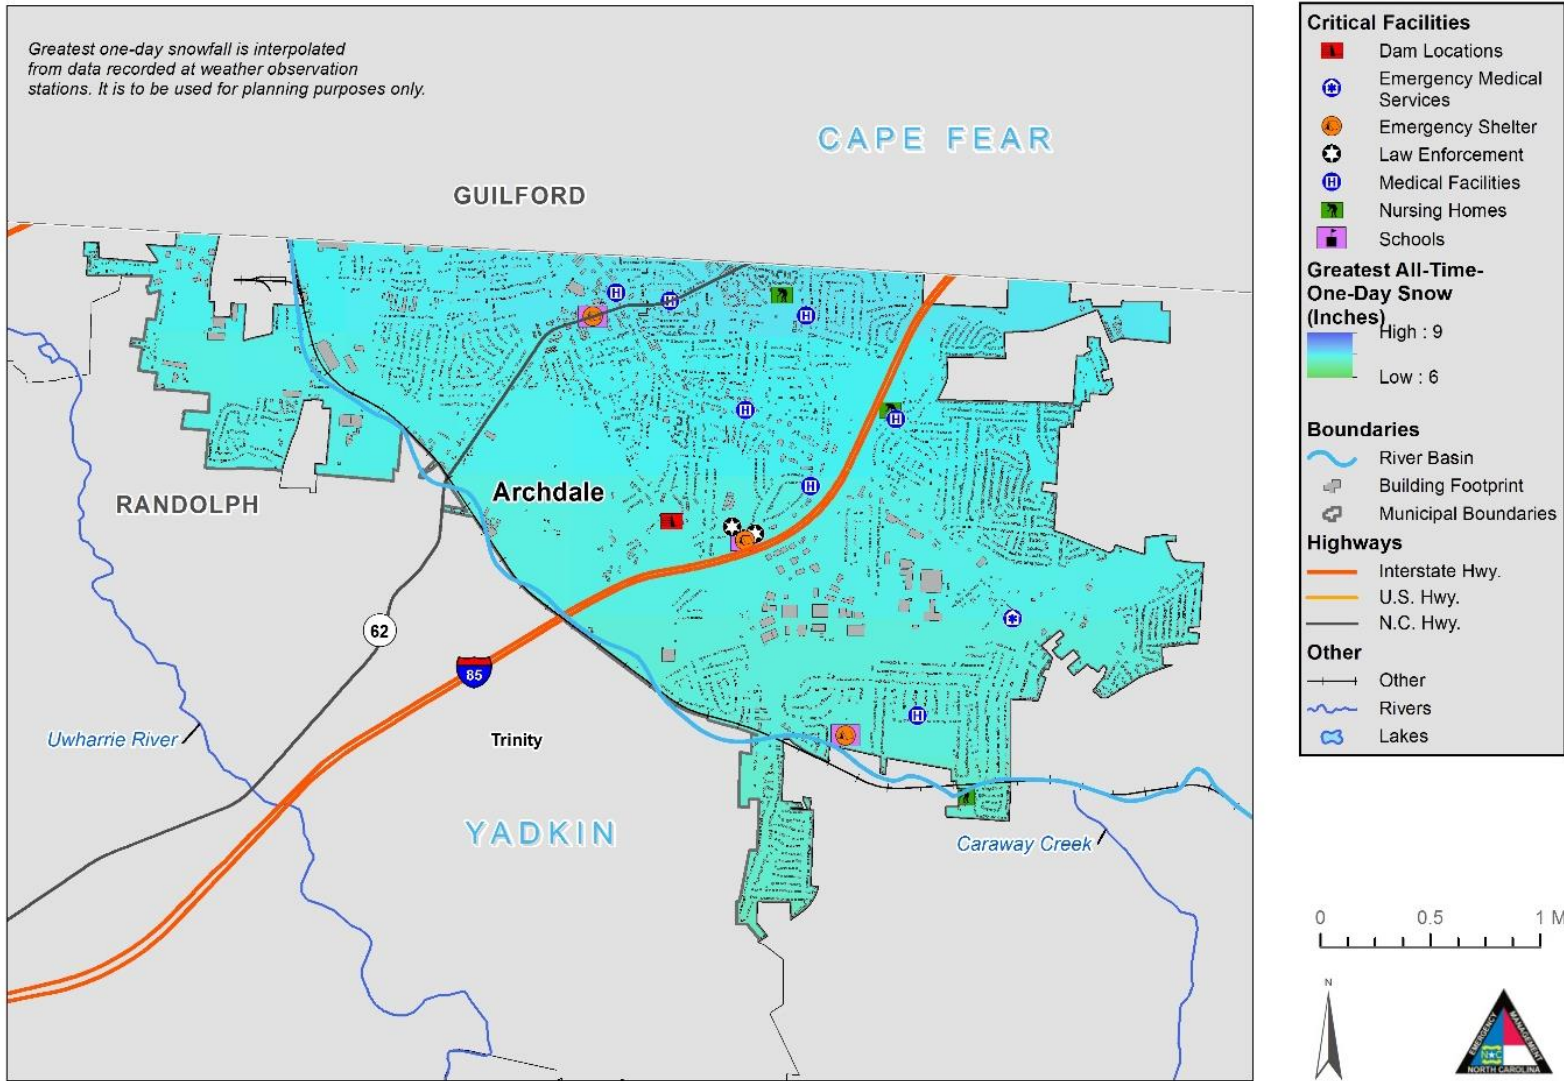 Greatest one-day snowfall is interpolated
from data recorded at weather observation
stations. It is to be used for planning purposes only.
CAPE FEAR
GUILFORD
RANDOLPH
Archdale
62
85
Uwharrie River
Trinity
YADKIN
Caraway Creek
Critical Facilities
Dam Locations
Emergency Medical
Services
Emergency Shelter
Law Enforcement
Medical Facilities
Nursing Homes
Schools
Greatest All-Time-
One-Day Snow
(Inches)
High : 9
Low : 6
Boundaries
River Basin
Building Footprint
Municipal Boundaries
Highways
Interstate Hwy.
U.S. Hwy.
N.C. Hwy.
Other
Other
Rivers
Lakes
0 0.5 1 M
N
EMERGENCY
MANAGEMENT
NORTH CAROLINA